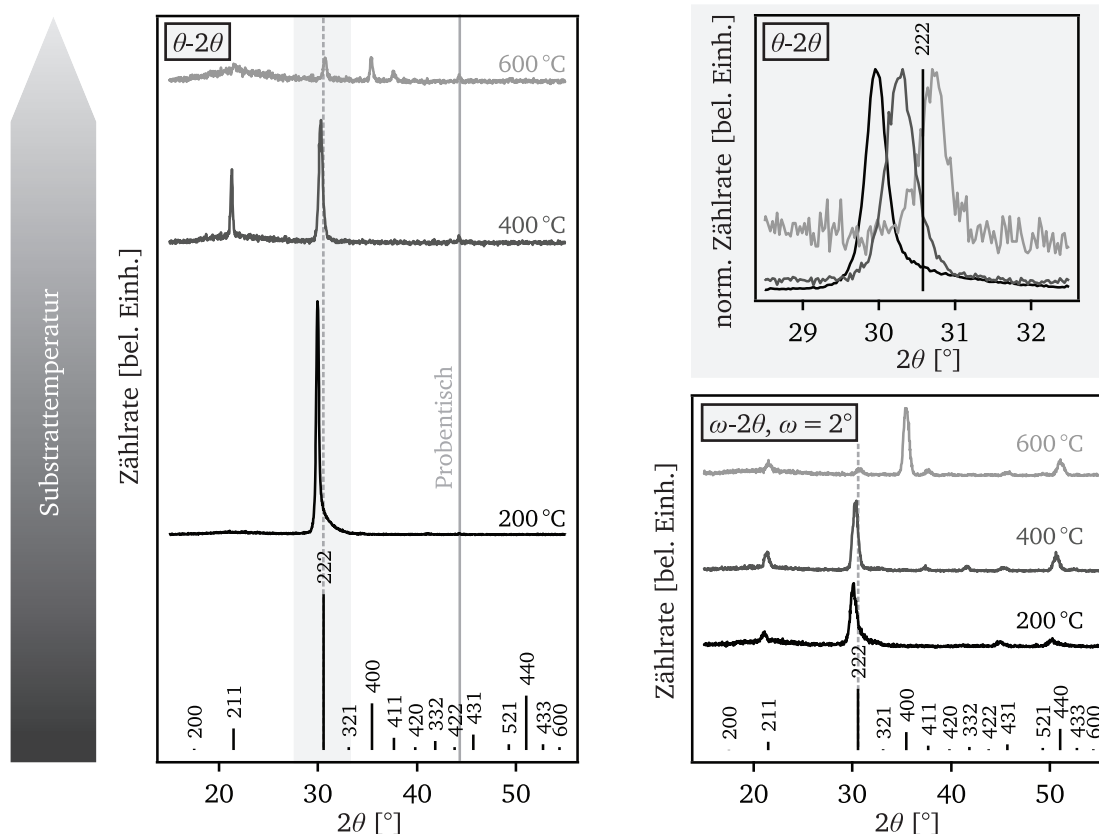 Substrattemperatur
Zählrate [bel. Einh.]
θ-2θ
600 °C
400 °C
Probentisch
200 °C
222
200
211
321
400
411
420
332
422
431
521
440
433
600
20 30 40 50
2θ [°]
norm. Zählrate [bel. Einh.]
θ-2θ
222
29 30 31 32
2θ [°]
Zählrate [bel. Einh.]
ω-2θ, ω = 2°
600 °C
400 °C
200 °C
222
200
211
321
400
411
420
332
422
431
521
440
433
600
20 30 40 50
2θ [°]